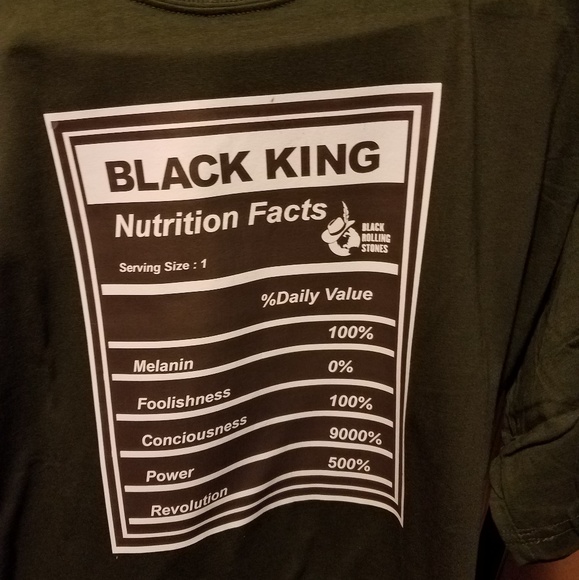 BLACK KING
Nutrition Facts
BLACK
ROLLING
STONES
Serving Size : 1
%Daily Value
Melanin 100%
Foolishness 0%
Conciousness 100%
Power 9000%
Revolution 500%